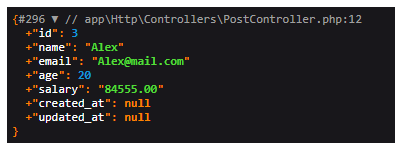 {#296 ▼ // app\Http\Controllers\PostController.php:12
+"id": 3
+"name": "Alex"
+"email": "Alex@mail.com"
+"age": 20
+"salary": "84555.00"
+"created_at": null
+"updated_at": null
}